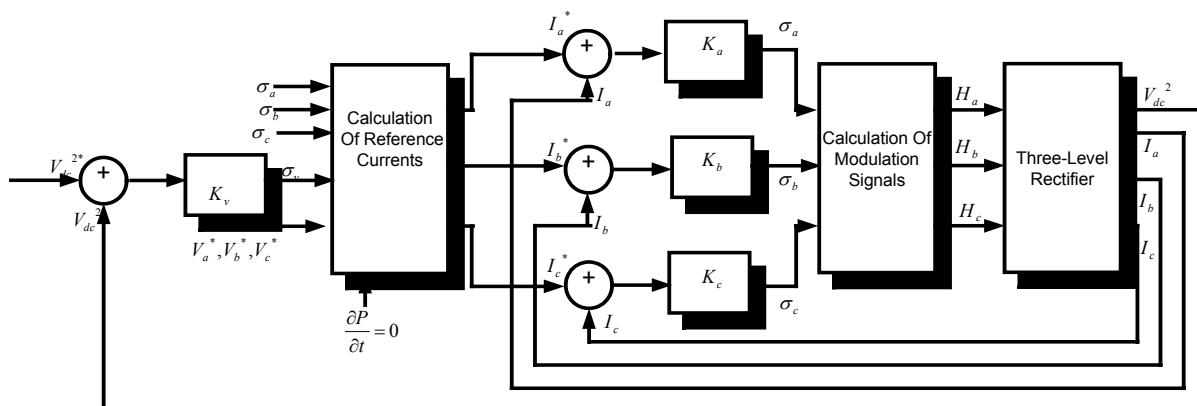 V_dc^2*
+
V_dc^2
K_v
σ_a
σ_b
σ_c
σ_v
V_a^*, V_b^*, V_c^*
Calculation
Of Reference
Currents
∂P/∂t = 0
I_a^*
+
I_a
K_a
σ_a
I_b^*
+
I_b
K_b
σ_b
I_c^*
+
I_c
K_c
σ_c
Calculation Of
Modulation
Signals
H_a
H_b
H_c
Three-Level
Rectifier
V_dc^2
I_a
I_b
I_c